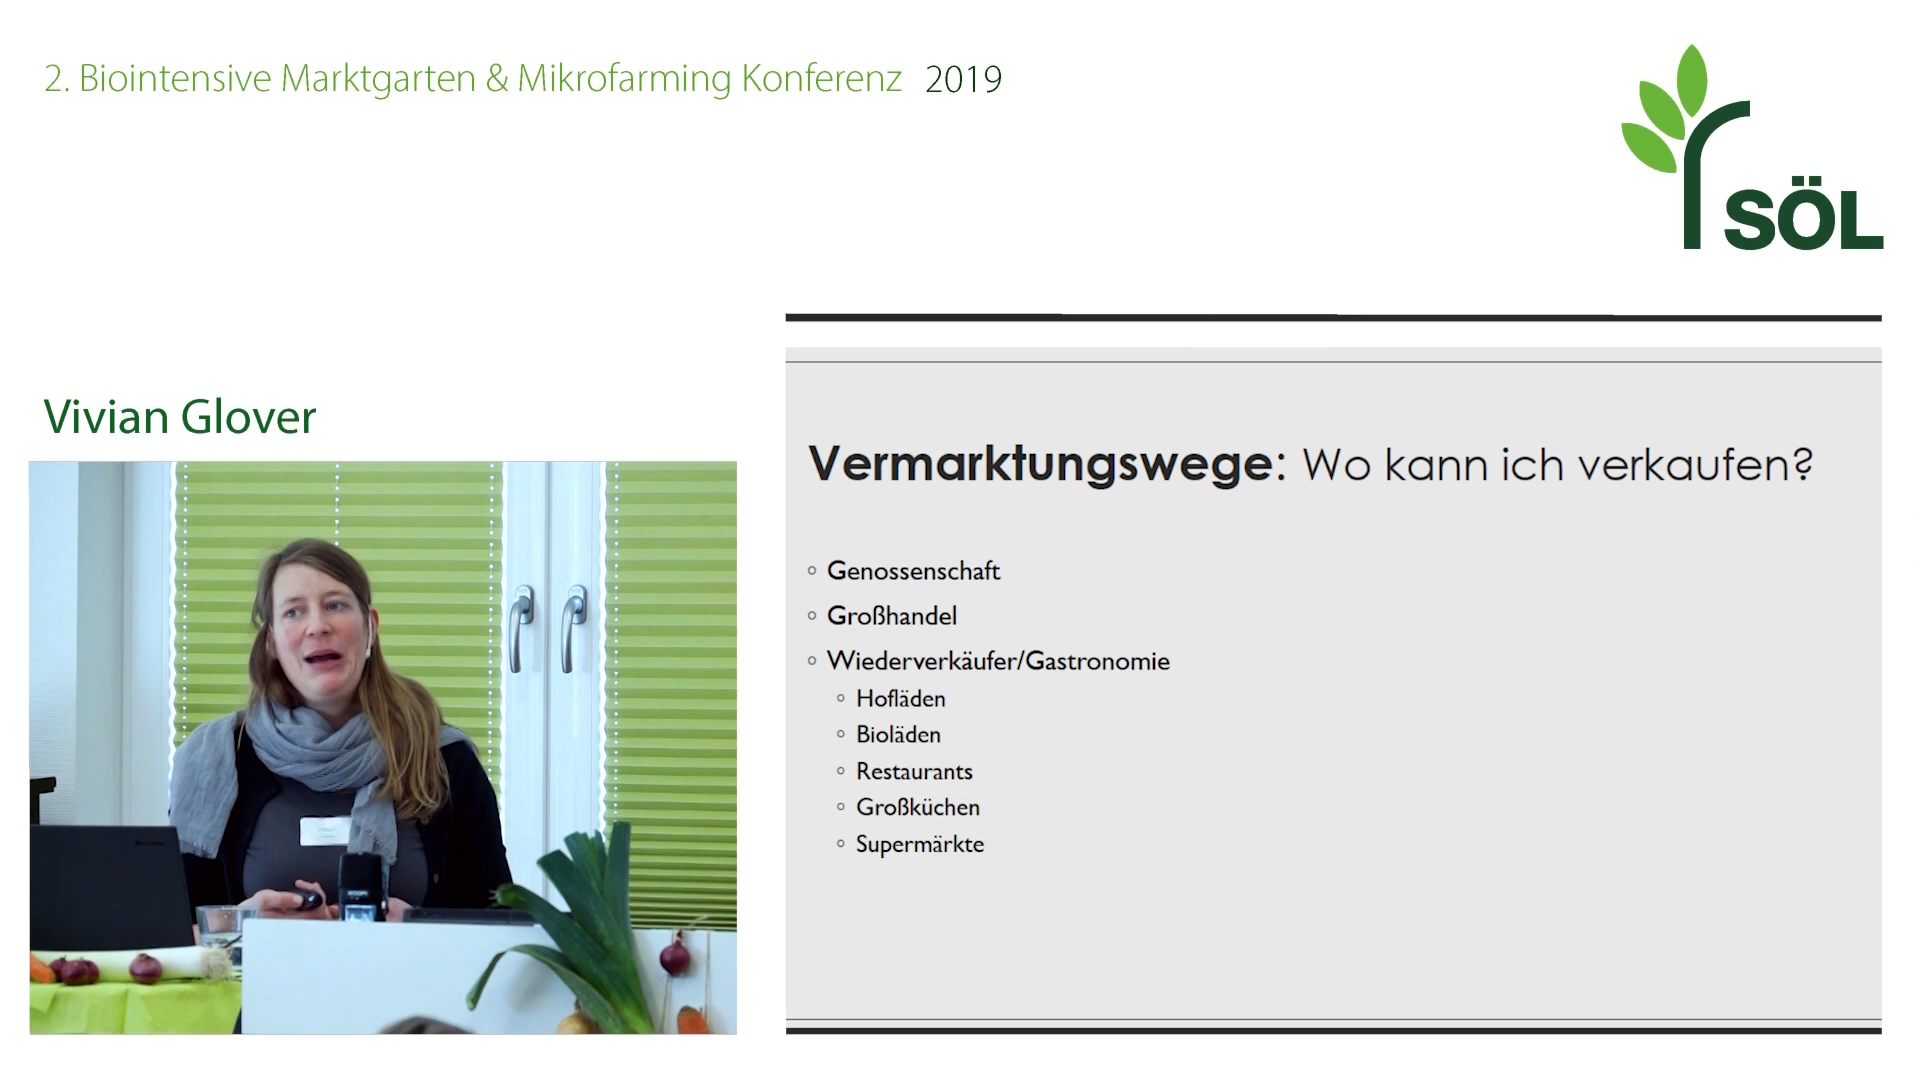 2. Biointensive Marktgarten & Mikrofarming Konferenz 2019
SÖL
Vivian Glover
Vermarktungswege: Wo kann ich verkaufen?
Genossenschaft
Großhandel
Wiederverkäufer/Gastronomie
Hofläden
Bioläden
Restaurants
Großküchen
Supermärkte